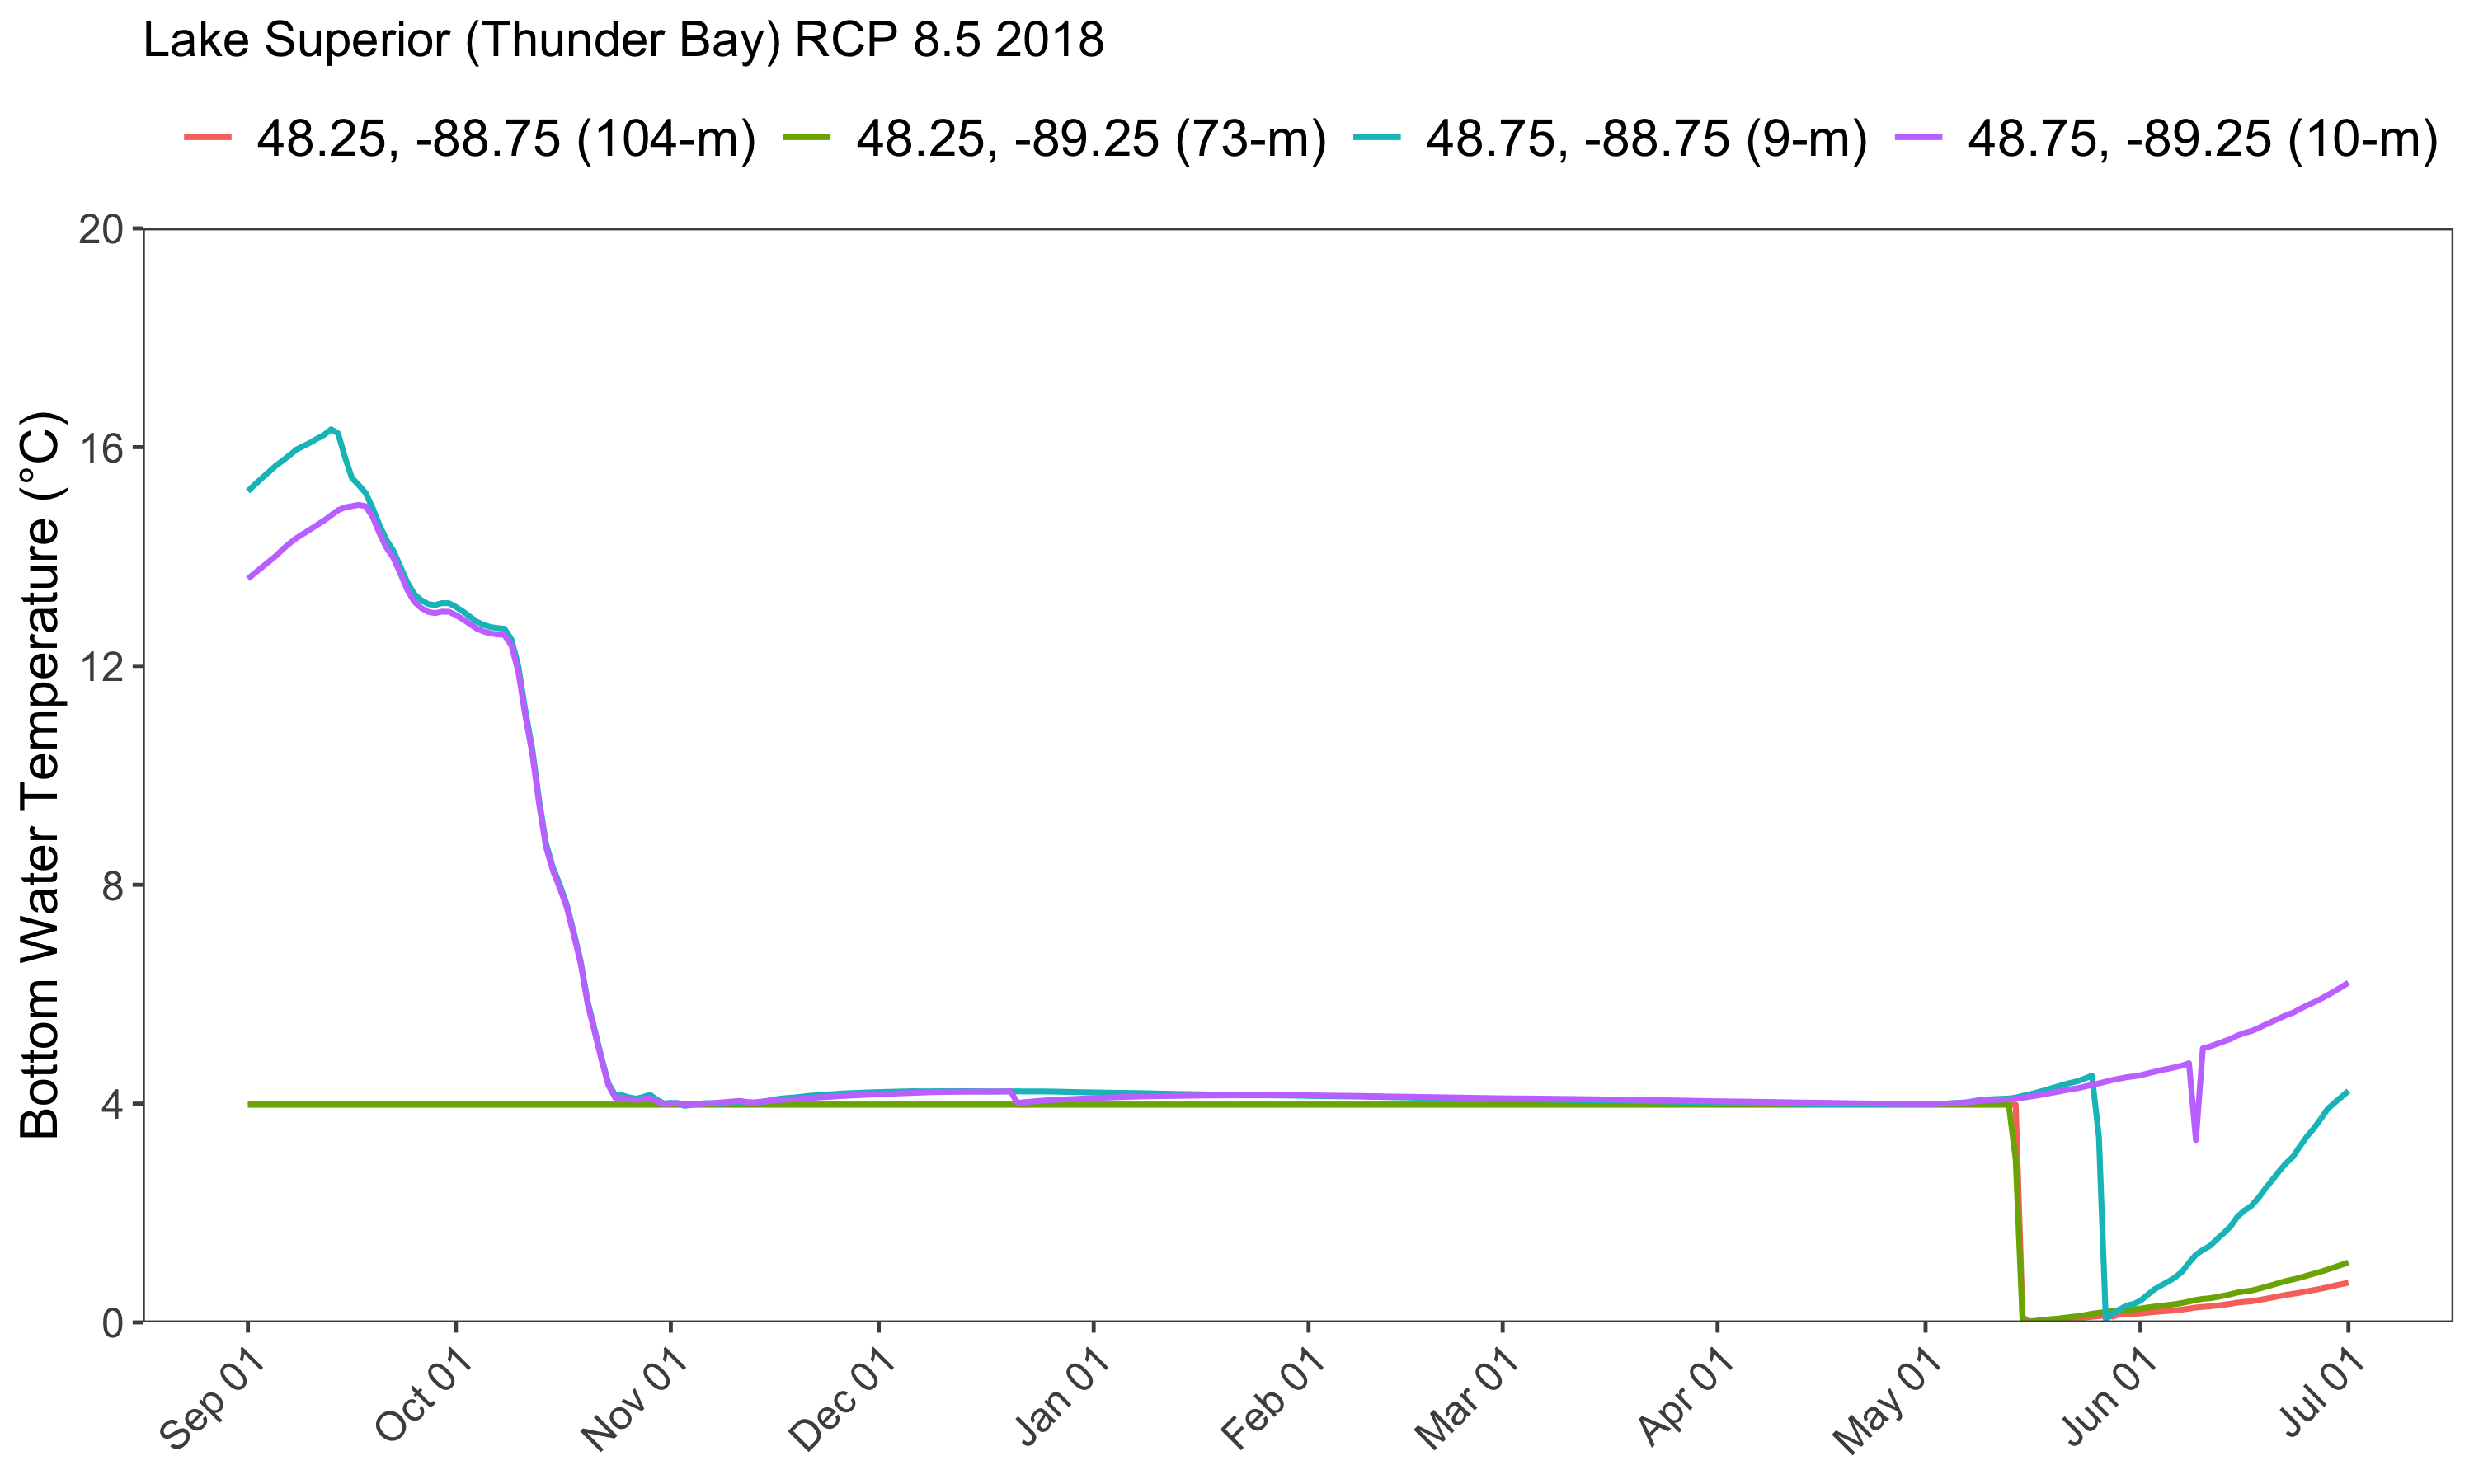 Lake Superior (Thunder Bay) RCP 8.5 2018
48.25, -88.75 (104-m) 48.25, -89.25 (73-m) 48.75, -88.75 (9-m) 48.75, -89.25 (10-m)
Bottom Water Temperature (°C)
20
16
12
8
4
0
Sep 01 Oct 01 Nov 01 Dec 01 Jan 01 Feb 01 Mar 01 Apr 01 May 01 Jun 01 Jul 01